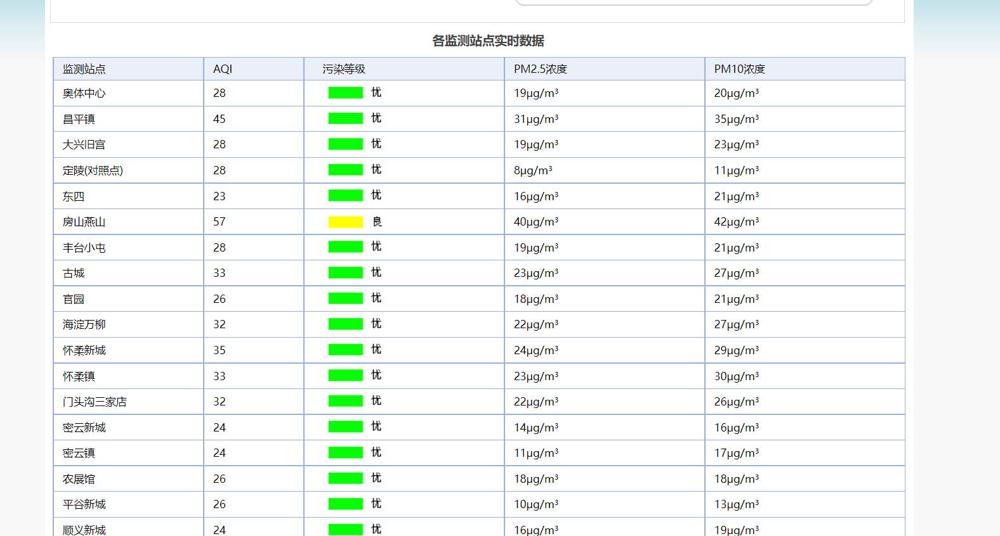 各监测站点实时数据
监测站点 AQI 污染等级 PM2.5浓度 PM10浓度
奥体中心 28 优 19μg/m³ 20μg/m³
昌平镇 45 优 31μg/m³ 35μg/m³
大兴旧宫 28 优 19μg/m³ 23μg/m³
定陵(对照点) 28 优 8μg/m³ 11μg/m³
东四 23 优 16μg/m³ 21μg/m³
房山燕山 57 良 40μg/m³ 42μg/m³
丰台小屯 28 优 19μg/m³ 21μg/m³
古城 33 优 23μg/m³ 27μg/m³
官园 26 优 18μg/m³ 21μg/m³
海淀万柳 32 优 22μg/m³ 27μg/m³
怀柔新城 35 优 24μg/m³ 29μg/m³
怀柔镇 33 优 23μg/m³ 30μg/m³
门头沟三家店 32 优 22μg/m³ 26μg/m³
密云新城 24 优 14μg/m³ 16μg/m³
密云镇 24 优 11μg/m³ 17μg/m³
农展馆 26 优 18μg/m³ 18μg/m³
平谷新城 26 优 10μg/m³ 13μg/m³
顺义新城 24 优 16μg/m³ 19μg/m³